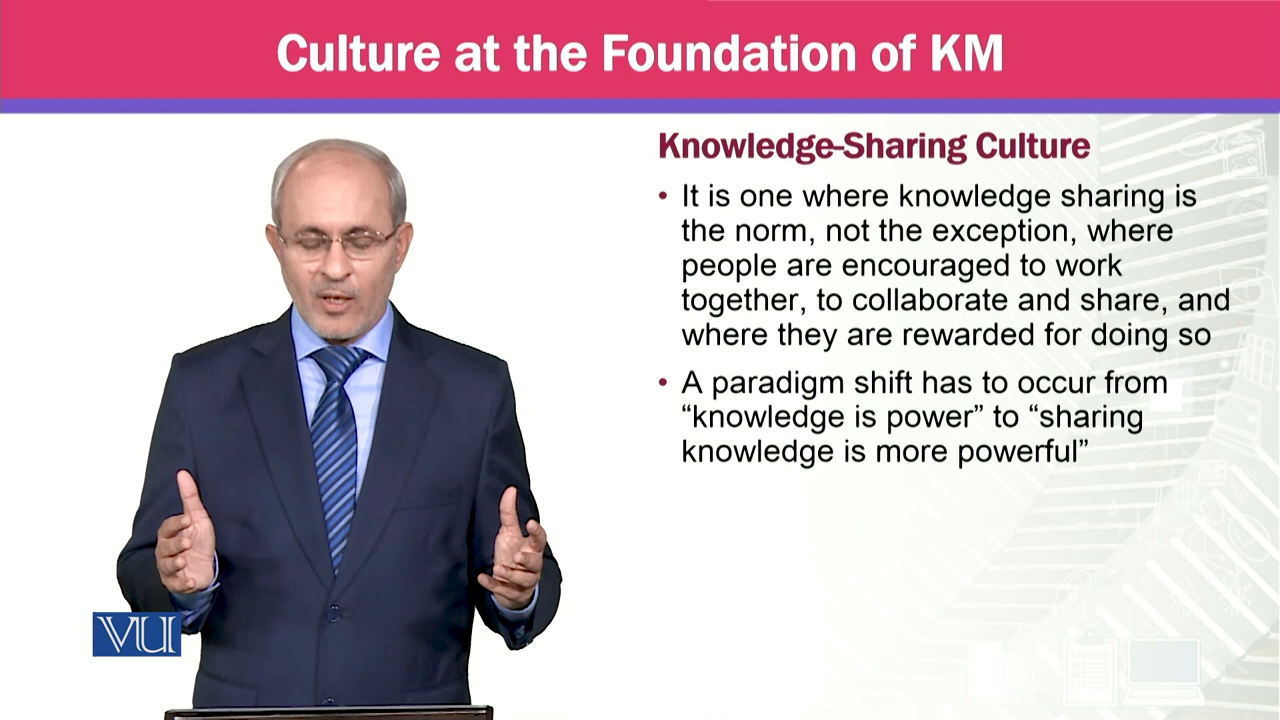 Culture at the Foundation of KM
Knowledge-Sharing Culture
• It is one where knowledge sharing is
the norm, not the exception, where
people are encouraged to work
together, to collaborate and share, and
where they are rewarded for doing so
• A paradigm shift has to occur from
“knowledge is power” to “sharing
knowledge is more powerful”
VU